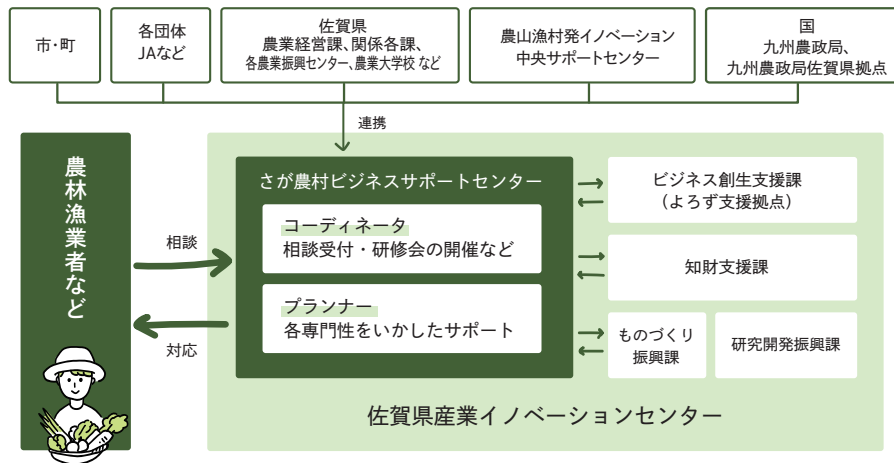 市・町
各団体
JAなど
佐賀県
農業経営課、関係各課、
各農業振興センター、農業大学校 など
農山漁村発イノベーション
中央サポートセンター
国
九州農政局、
九州農政局佐賀県拠点
連携
農林漁業者など
相談
対応
さが農村ビジネスサポートセンター
コーディネータ
相談受付・研修会の開催など
プランナー
各専門性をいかしたサポート
ビジネス創生支援課
（よろず支援拠点）
知財支援課
ものづくり
振興課
研究開発振興課
佐賀県産業イノベーションセンター